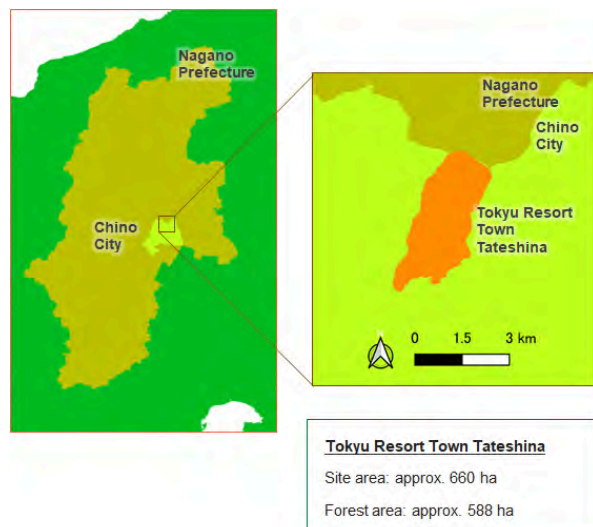 Nagano
Prefecture
Chino
City
Nagano
Prefecture
Chino
City
Tokyu Resort
Town
Tateshina
N
0 1.5 3 km
Tokyu Resort Town Tateshina
Site area: approx. 660 ha
Forest area: approx. 588 ha